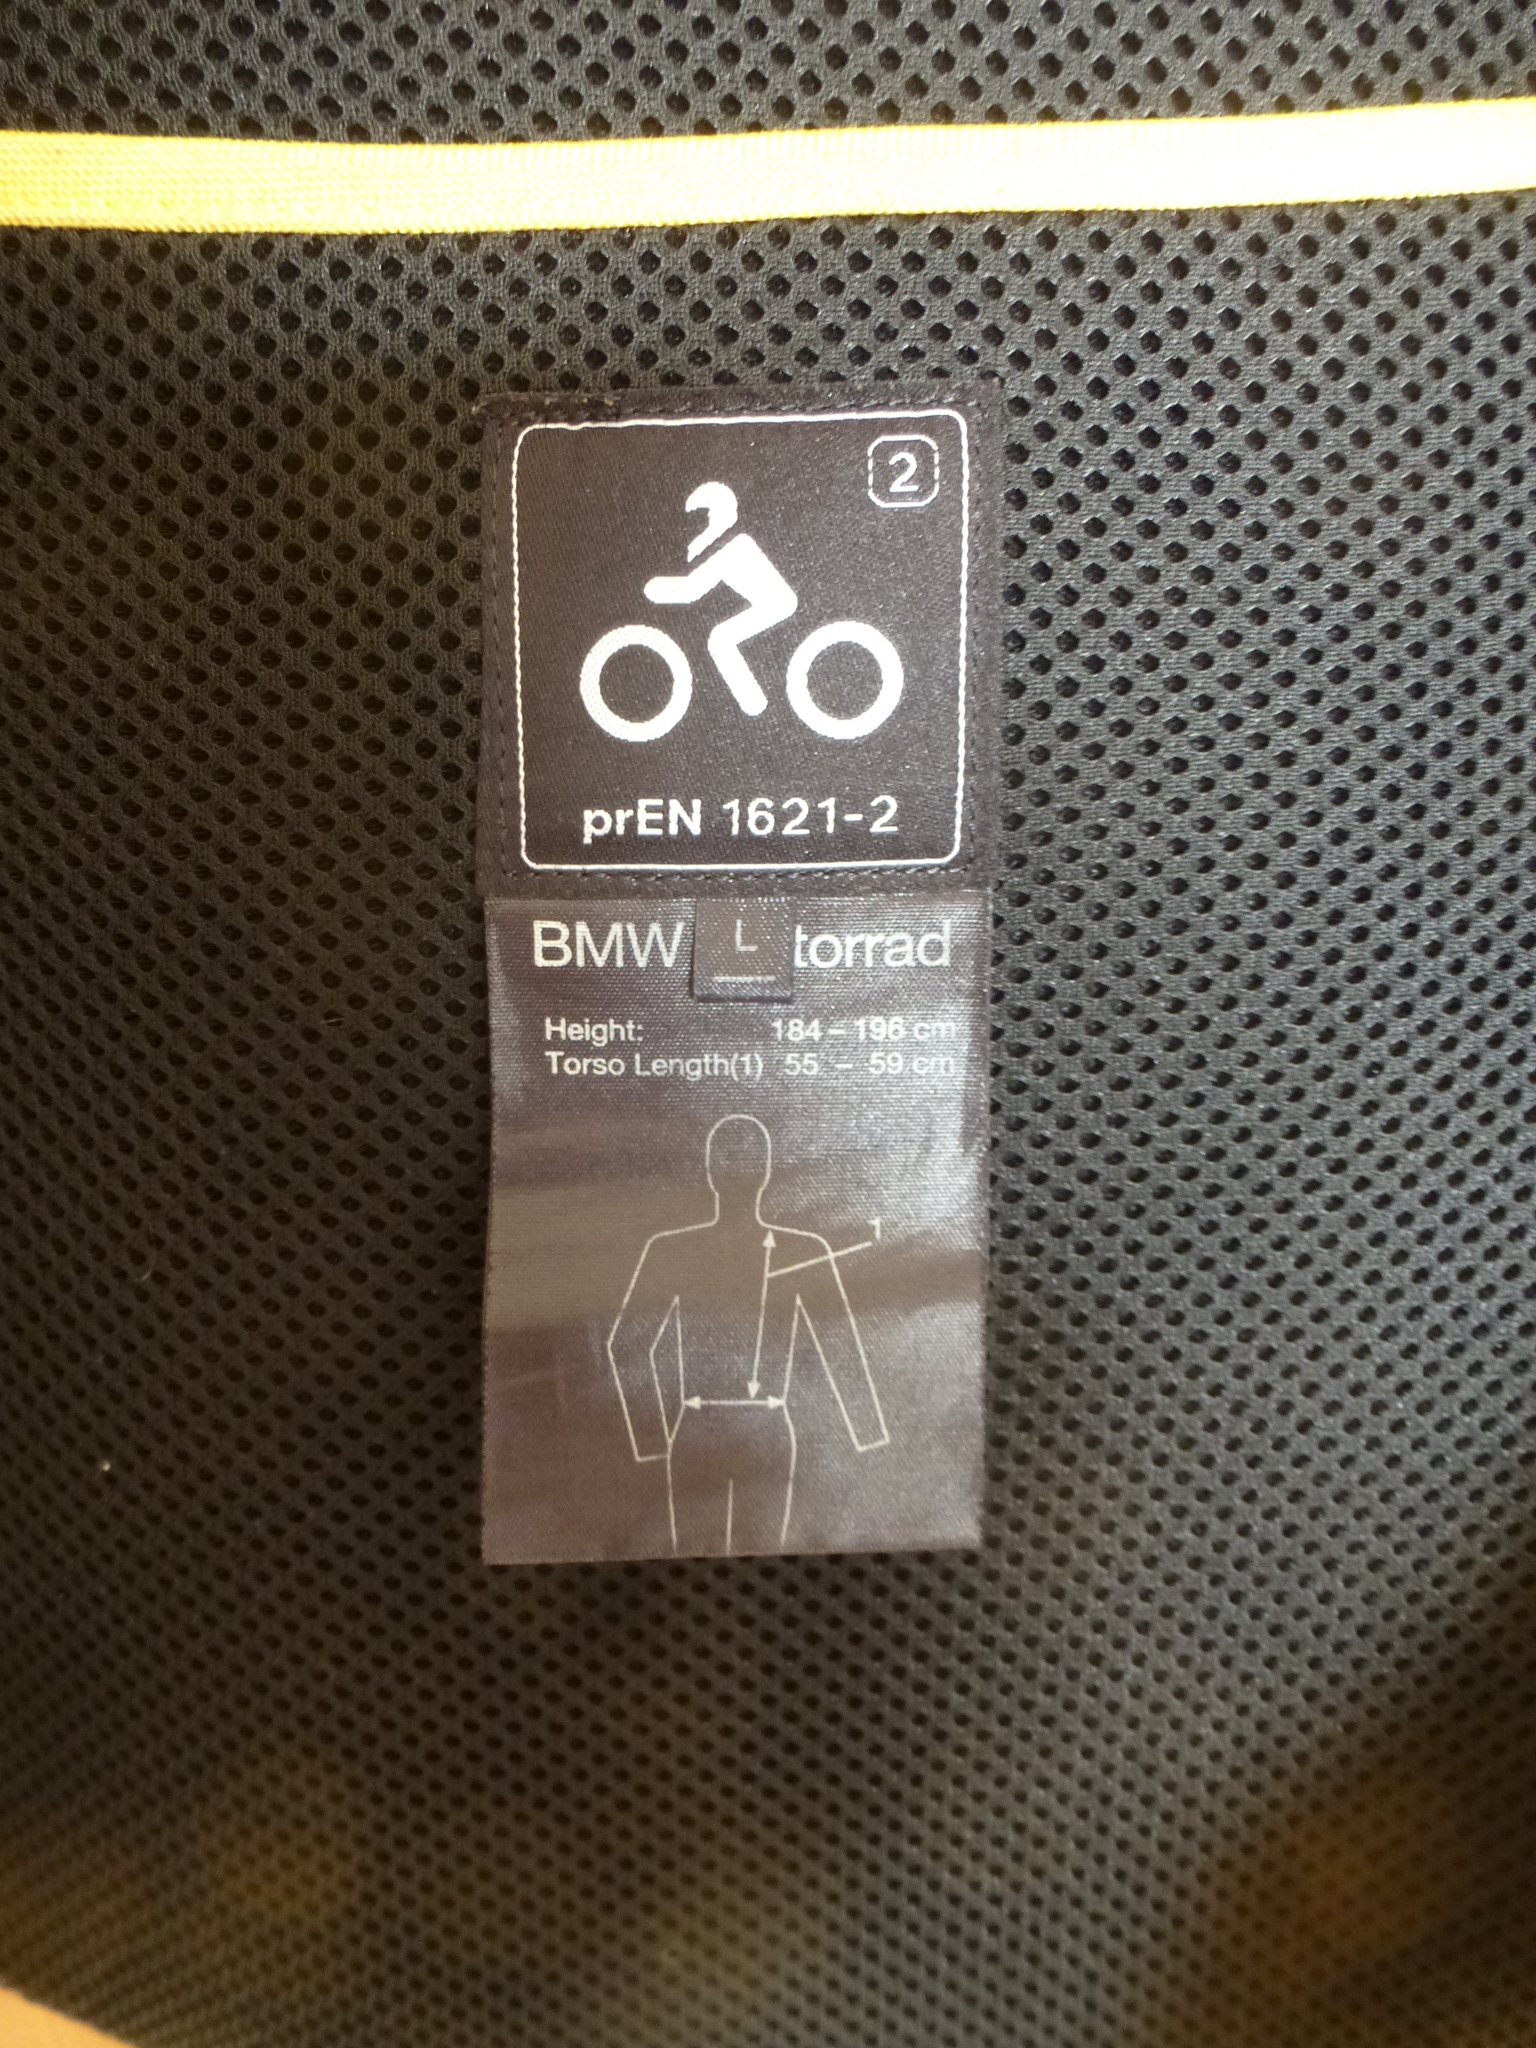 2
prEN 1621-2
BMW L torrad
Height: 184 – 196 cm
Torso Length(1) 55 – 59 cm
1